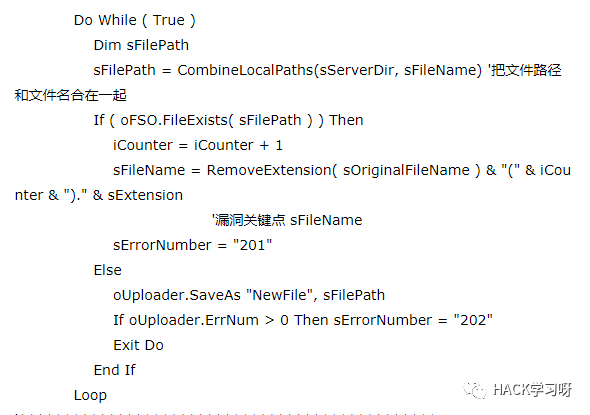 Do While ( True )
Dim sFilePath
sFilePath = CombineLocalPaths(sServerDir, sFileName) '把文件路径
和文件名合在一起
If ( oFSO.FileExists( sFilePath ) ) Then
iCounter = iCounter + 1
sFileName = RemoveExtension( sOriginalFileName ) & "(" & iCou
nter & ")." & sExtension
'漏洞关键点 sFileName
sErrorNumber = "201"
Else
oUploader.SaveAs "NewFile", sFilePath
If oUploader.ErrNum > 0 Then sErrorNumber = "202"
Exit Do
End If
Loop
HACK学习呀